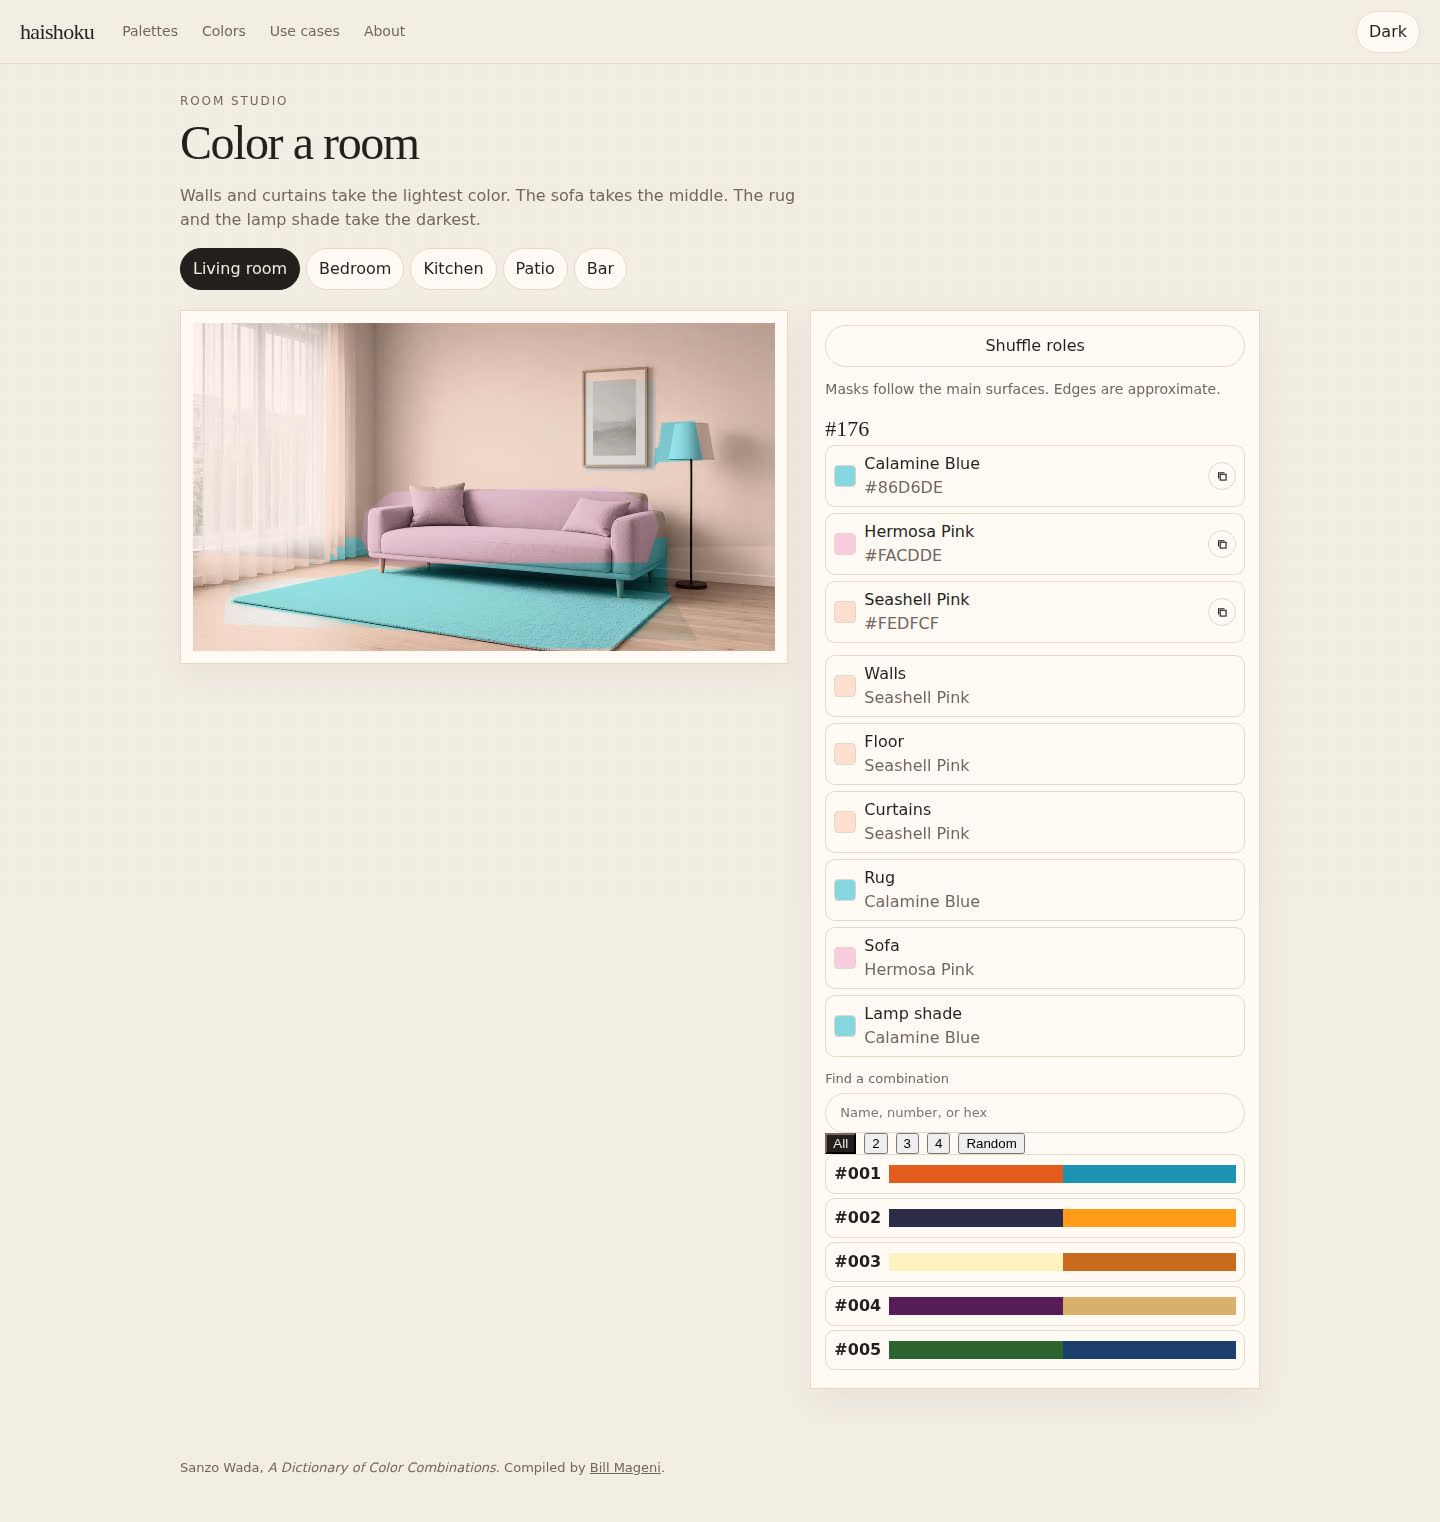 haishoku
Palettes
Colors
Use cases
About
Dark
ROOM STUDIO
Color a room
Walls and curtains take the lightest color. The sofa takes the middle. The rug
and the lamp shade take the darkest.
Living room
Bedroom
Kitchen
Patio
Bar
Shuffle roles
Masks follow the main surfaces. Edges are approximate.
#176
Calamine Blue
#86D6DE
Hermosa Pink
#FACDDE
Seashell Pink
#FEDFCF
Walls
Seashell Pink
Floor
Seashell Pink
Curtains
Seashell Pink
Rug
Calamine Blue
Sofa
Hermosa Pink
Lamp shade
Calamine Blue
Find a combination
Name, number, or hex
All
2
3
4
Random
#001
#002
#003
#004
#005
Sanzo Wada, A Dictionary of Color Combinations. Compiled by Bill Mageni.